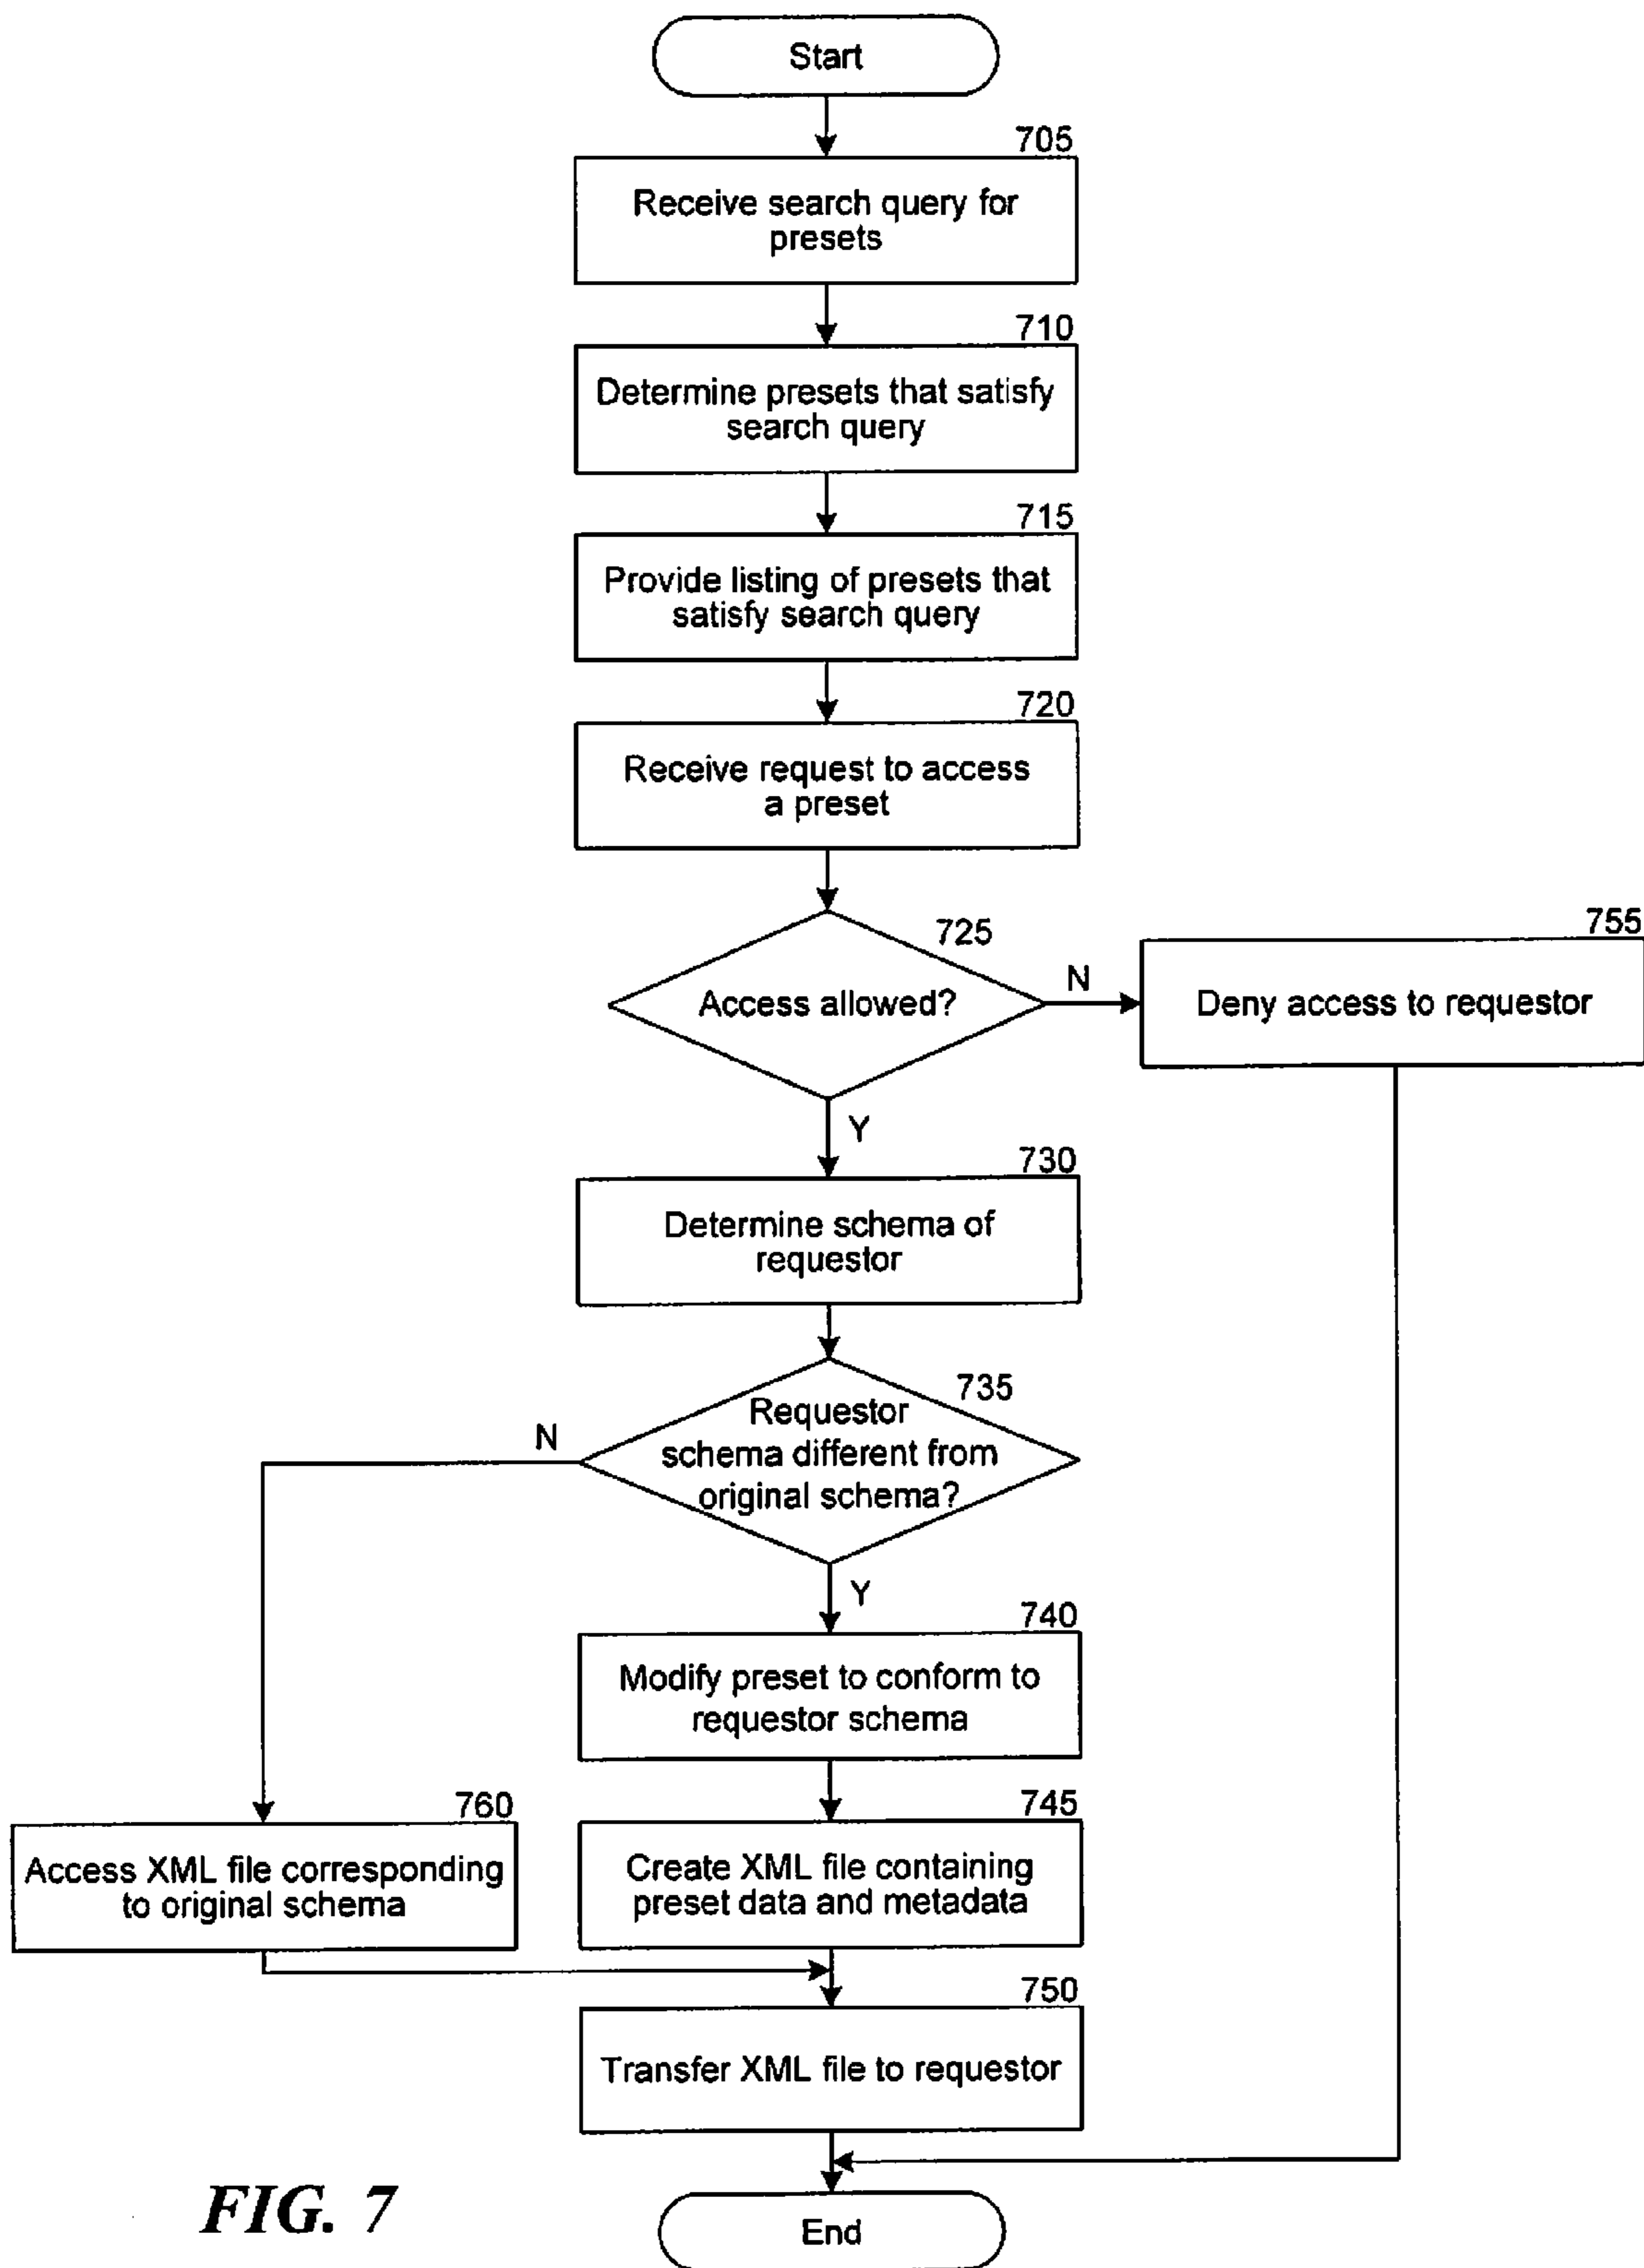 Start
705
Receive search query for
presets
710
Determine presets that satisfy
search query
715
Provide listing of presets that
satisfy search query
720
Receive request to access
a preset
725
Access allowed?
N
755
Deny access to requestor
Y
730
Determine schema of
requestor
735
Requestor
schema different from
original schema?
N
Y
740
Modify preset to conform to
requestor schema
760
Access XML file corresponding
to original schema
745
Create XML file containing
preset data and metadata
750
Transfer XML file to requestor
End
FIG. 7